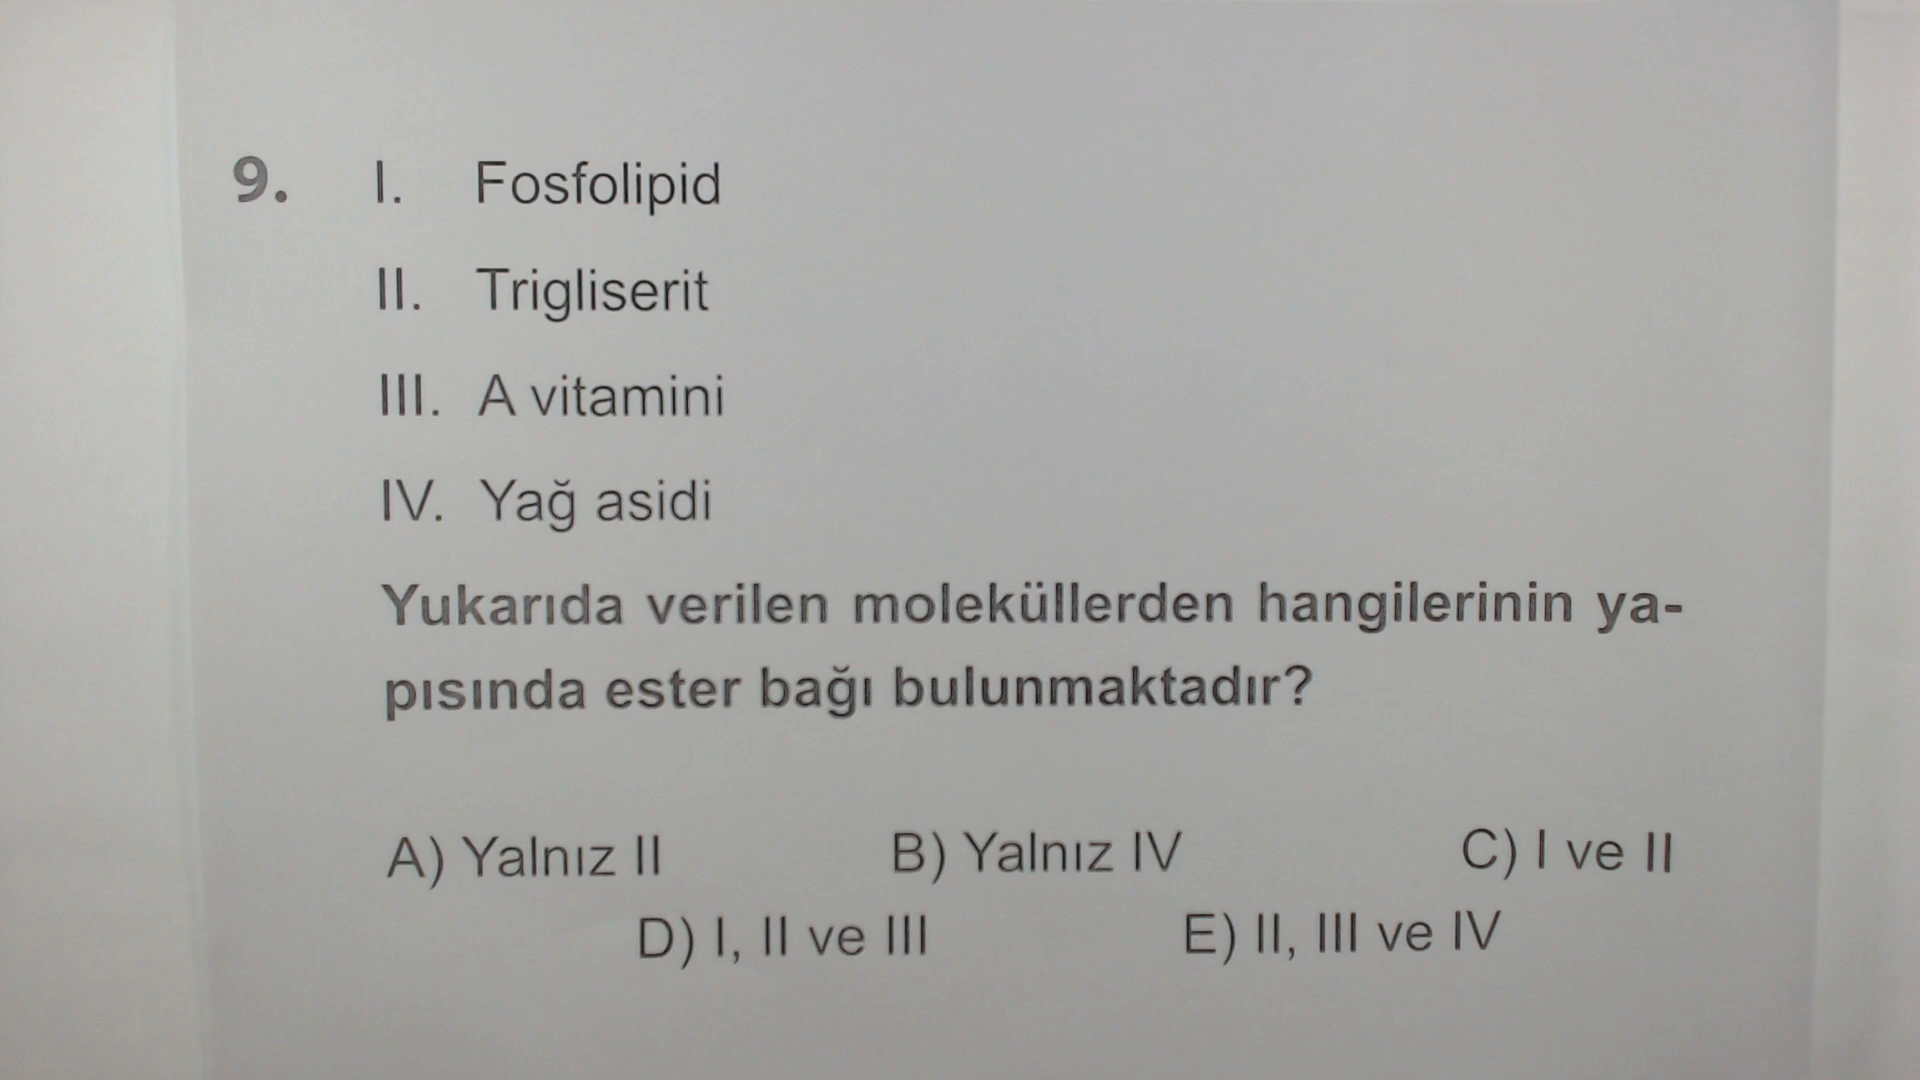 9. I. Fosfolipid
II. Trigliserit
III. A vitamini
IV. Yağ asidi
Yukarıda verilen moleküllerden hangilerinin ya-
pısında ester bağı bulunmaktadır?
A) Yalnız II B) Yalnız IV C) I ve II
D) I, II ve III E) II, III ve IV